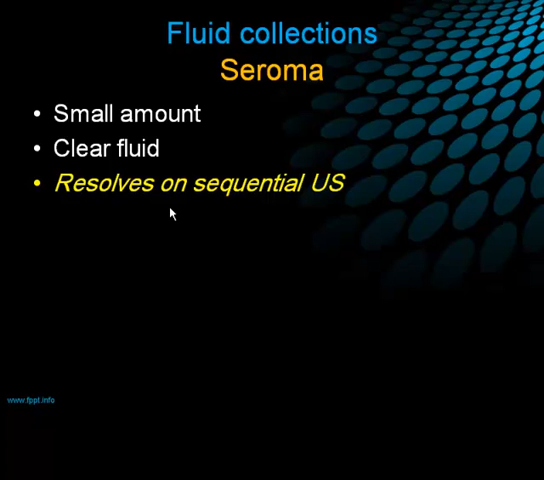 Fluid collections
Seroma
• Small amount
• Clear fluid
• Resolves on sequential US
www.fppt.info